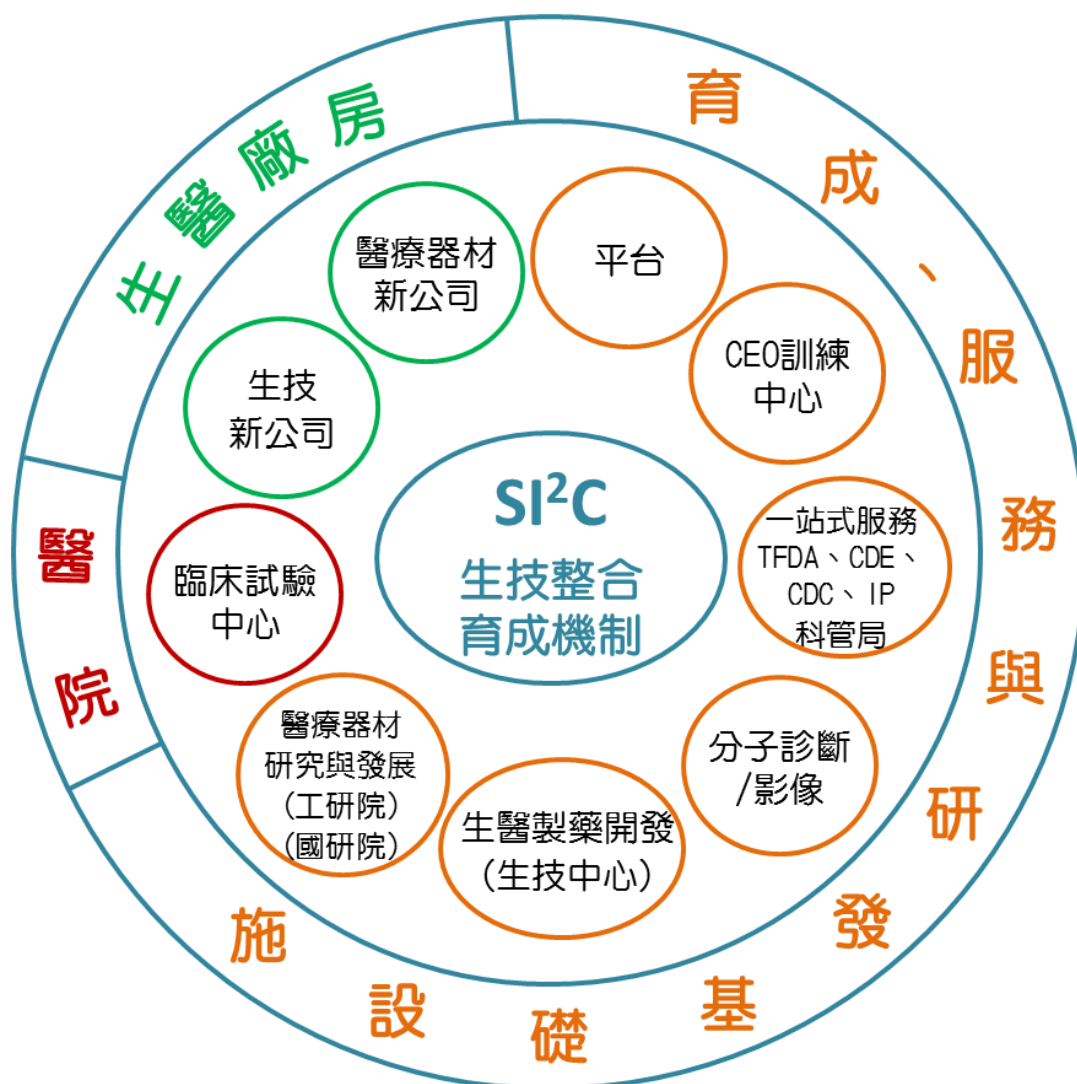 生醫廠房
育成、服務與研發基礎設施
醫院
醫療器材
新公司
平台
CEO訓練
中心
一站式服務
TFDA、CDE、
CDC、IP
科管局
分子診斷
/影像
生醫製藥開發
(生技中心)
醫療器材
研究與發展
(工研院)
(國研院)
臨床試驗
中心
生技
新公司
SI²C
生技整合
育成機制